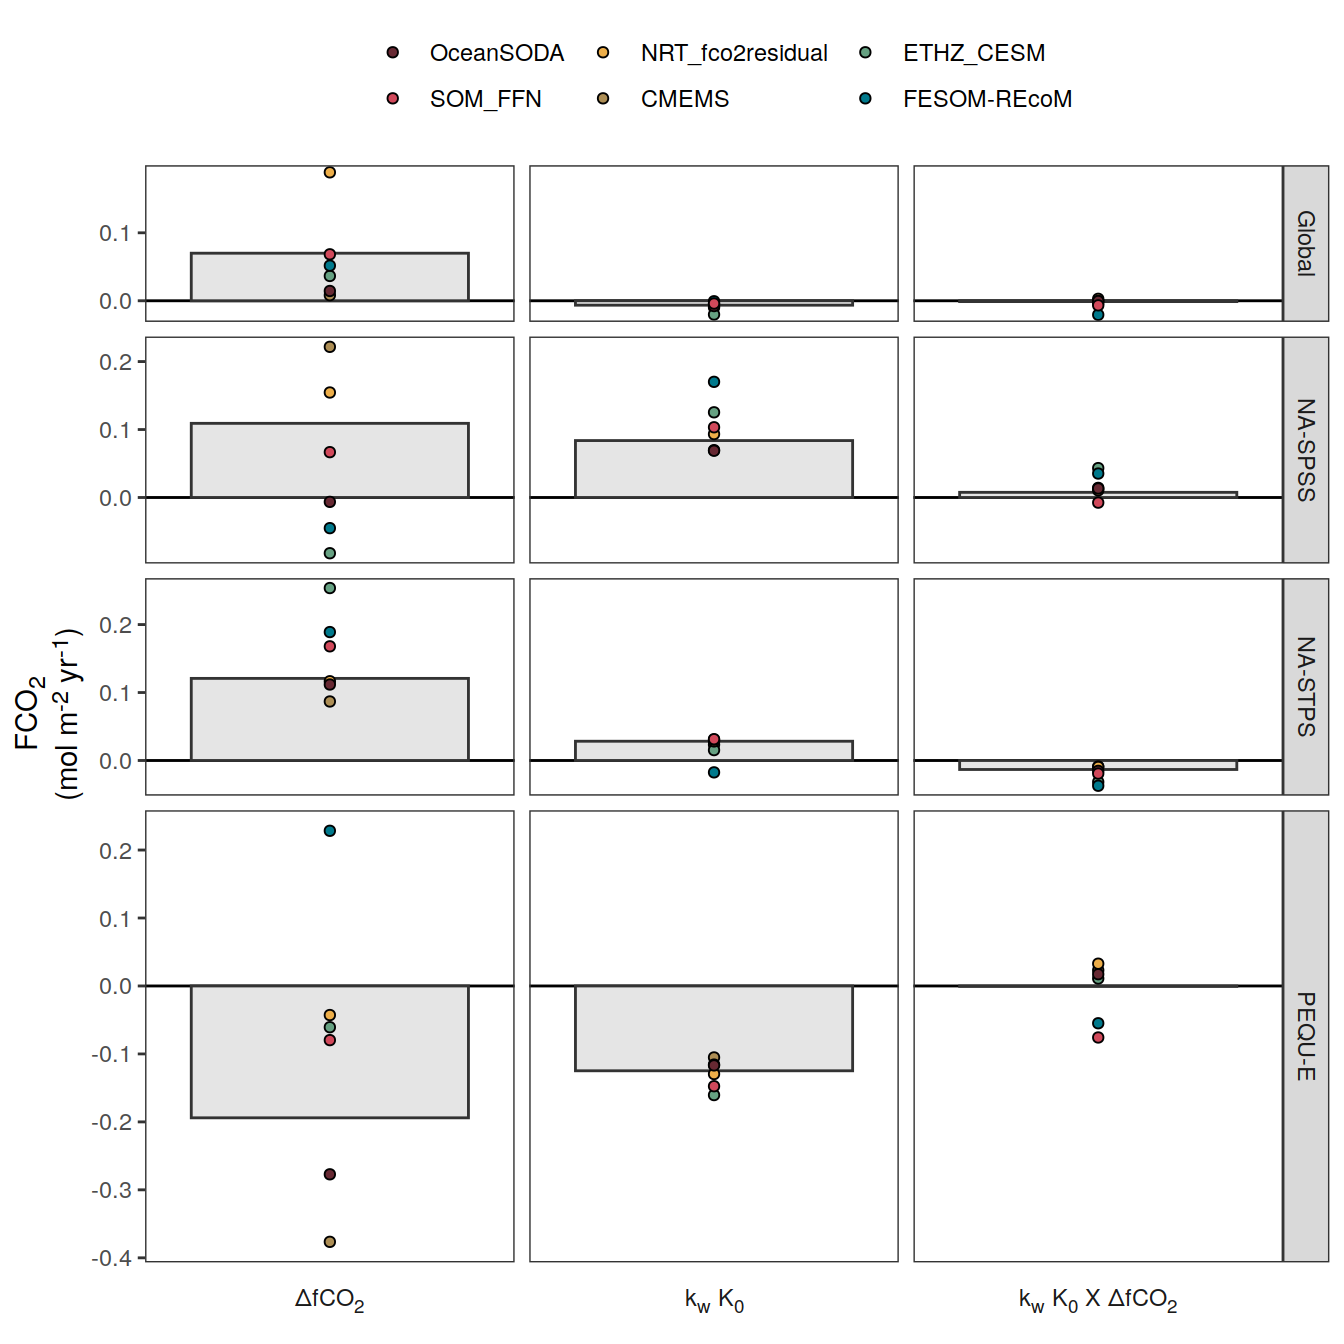 OceanSODA NRT_fco2residual ETHZ_CESM
SOM_FFN CMEMS FESOM-REcoM
FCO2
(mol m-2 yr-1)
0.1
0.0
Global
0.2
0.1
0.0
NA-SPSS
0.2
0.1
0.0
NA-STPS
0.2
0.1
0.0
-0.1
-0.2
-0.3
-0.4
PEQU-E
ΔfCO2 kw K0 kw K0 X ΔfCO2